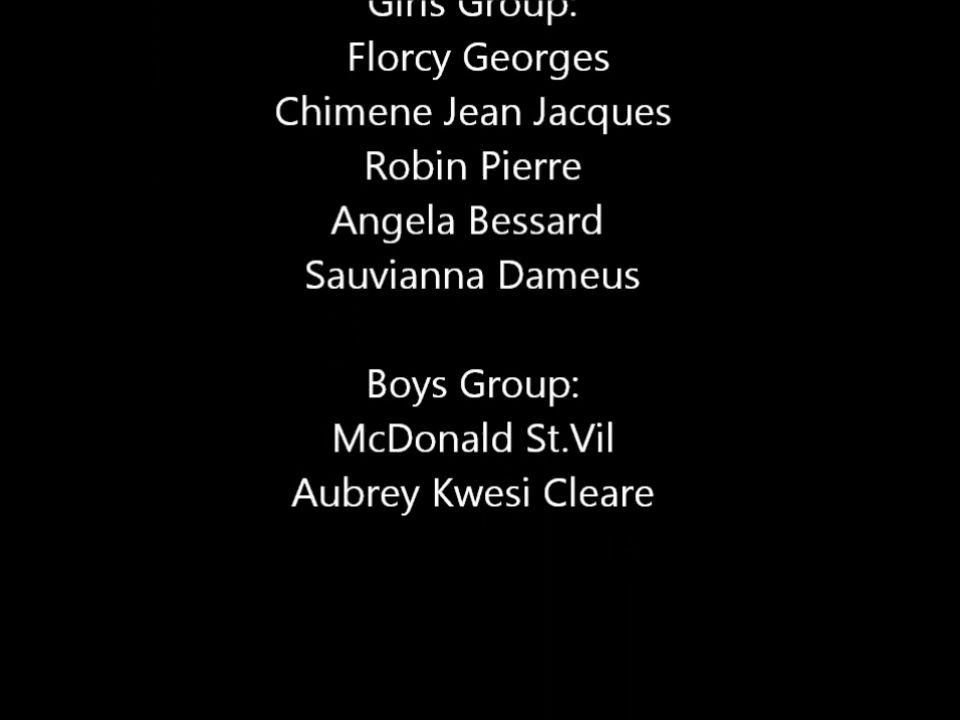 Girls Group:
Florcy Georges
Chimene Jean Jacques
Robin Pierre
Angela Bessard
Sauvianna Dameus
Boys Group:
McDonald St.Vil
Aubrey Kwesi Cleare